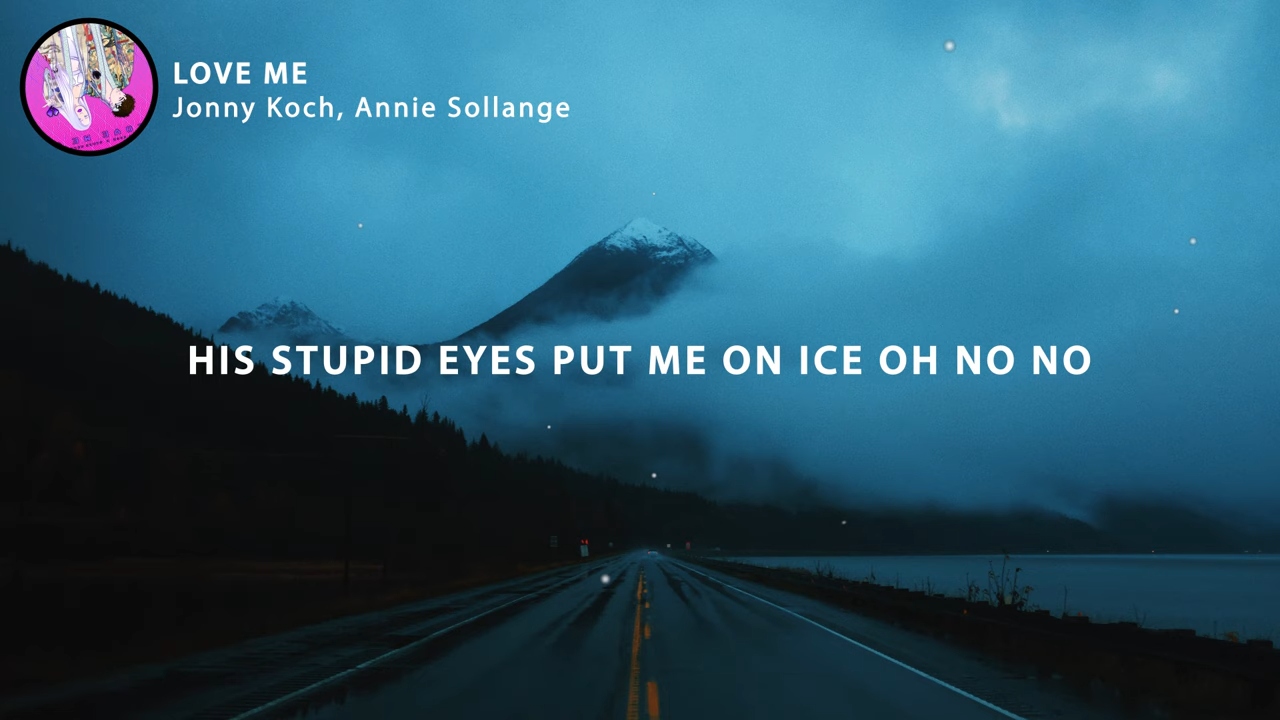 LOVE ME
Jonny Koch, Annie Sollange
HIS STUPID EYES PUT ME ON ICE OH NO NO